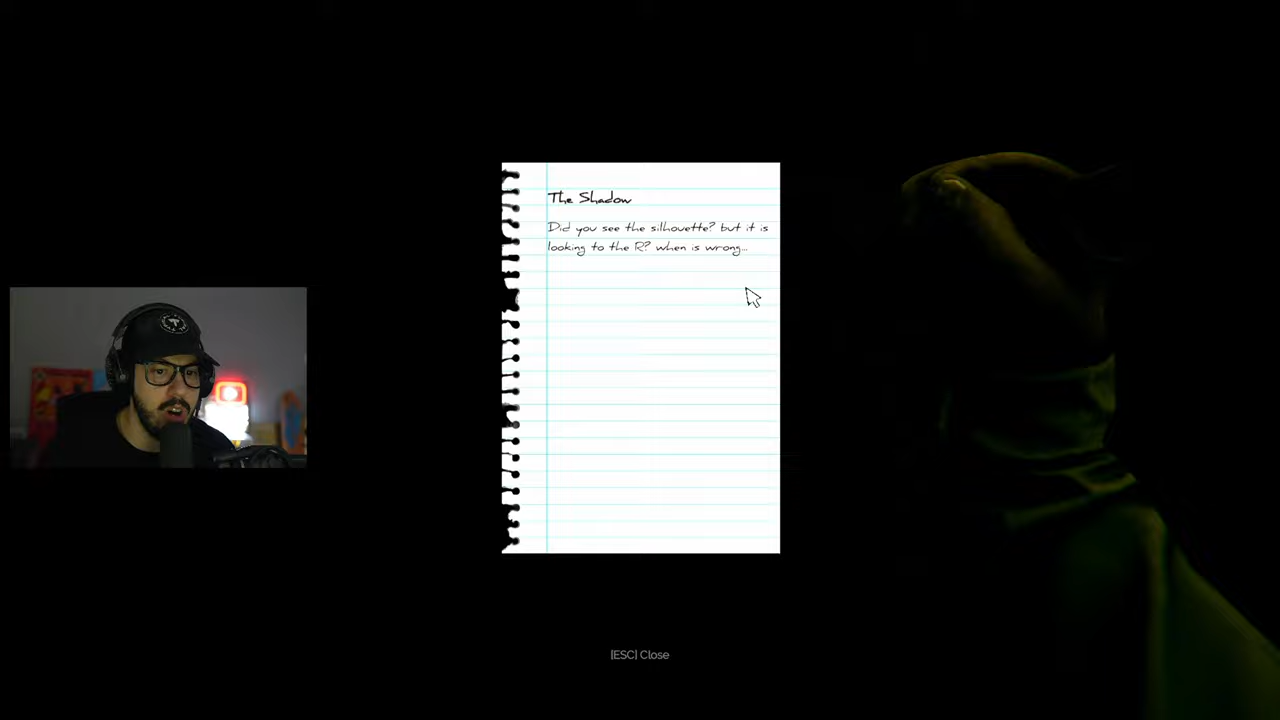 The Shadow
Did you see the silhouette? but it is
looking to the R? when is wrong...
[ESC] Close